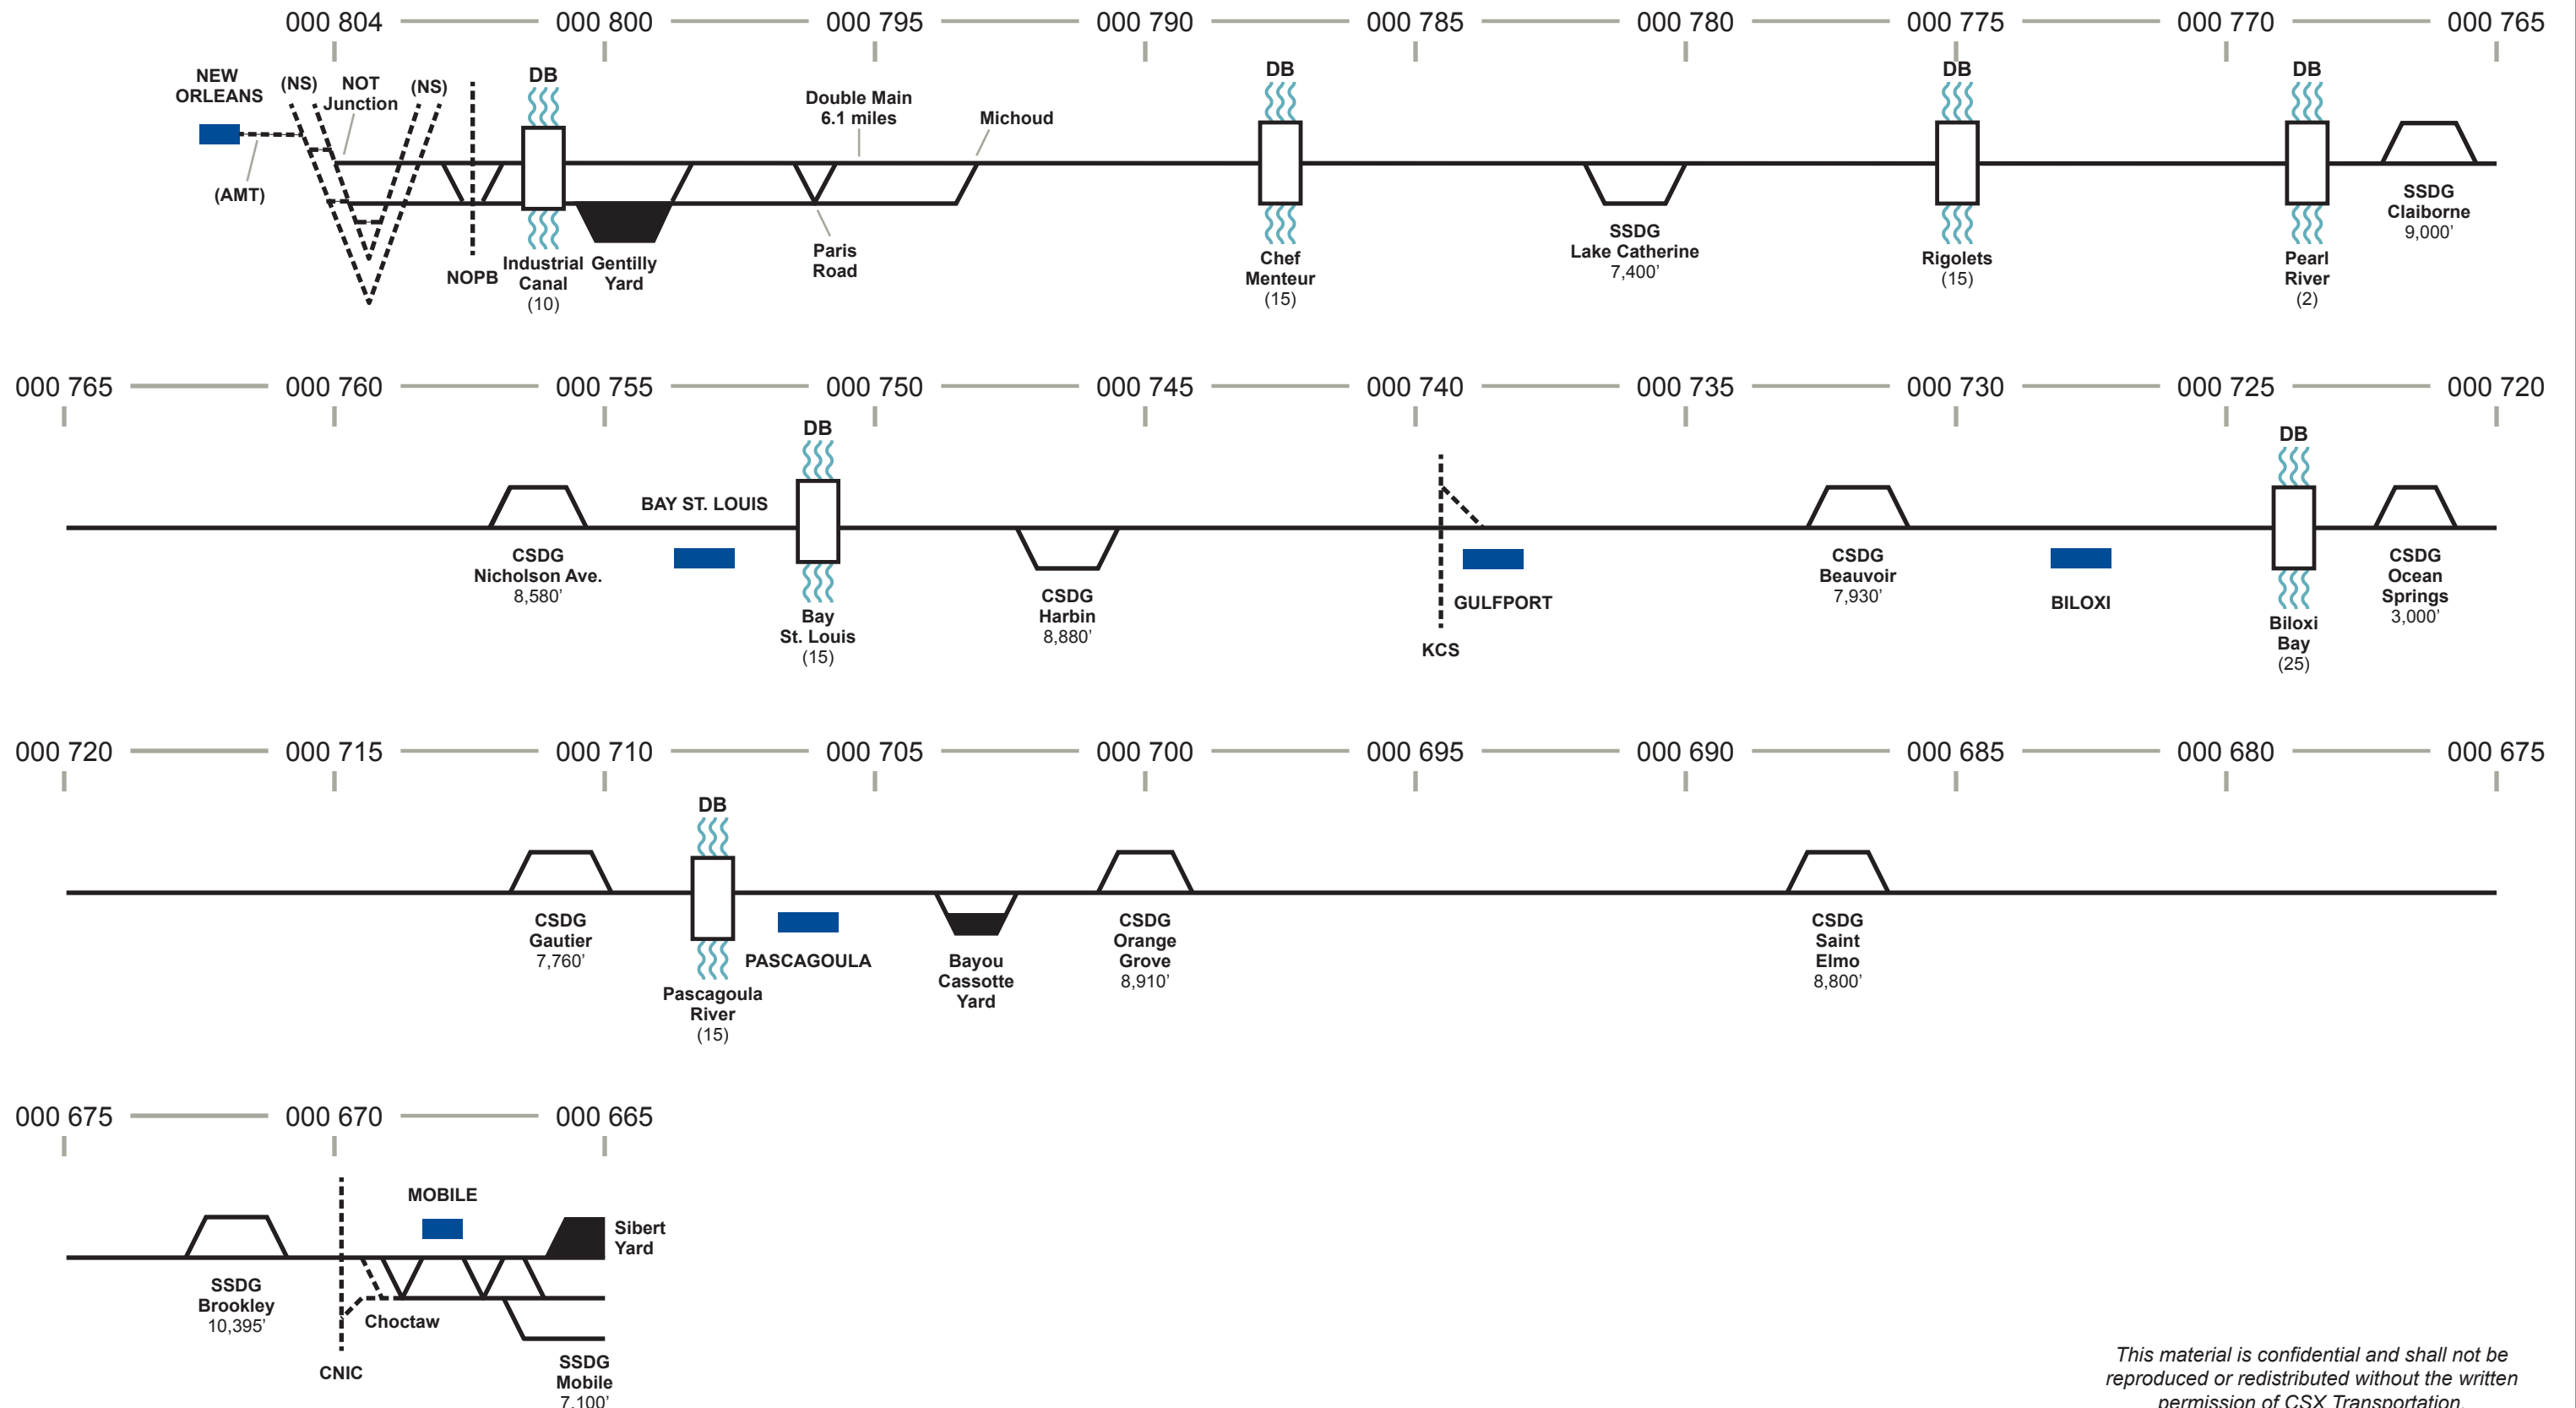 000 804 000 800 000 795 000 790 000 785 000 780 000 775 000 770 000 765
NEW
ORLEANS
(NS)
NOT
Junction
(NS)
(AMT)
NOPB
DB
Industrial
Canal
(10)
Gentilly
Yard
Double Main
6.1 miles
Paris
Road
Michoud
DB
Chef
Menteur
(15)
SSDG
Lake Catherine
7,400’
DB
Rigolets
(15)
DB
Pearl
River
(2)
SSDG
Claiborne
9,000’
000 765 000 760 000 755 000 750 000 745 000 740 000 735 000 730 000 725 000 720
CSDG
Nicholson Ave.
8,580’
BAY ST. LOUIS
DB
Bay
St. Louis
(15)
CSDG
Harbin
8,880’
KCS
GULFPORT
CSDG
Beauvoir
7,930’
BILOXI
DB
Biloxi
Bay
(25)
CSDG
Ocean
Springs
3,000’
000 720 000 715 000 710 000 705 000 700 000 695 000 690 000 685 000 680 000 675
CSDG
Gautier
7,760’
DB
Pascagoula
River
(15)
PASCAGOULA
Bayou
Cassotte
Yard
CSDG
Orange
Grove
8,910’
CSDG
Saint
Elmo
8,800’
000 675 000 670 000 665
SSDG
Brookley
10,395’
CNIC
MOBILE
Choctaw
Sibert
Yard
SSDG
Mobile
7,100’
This material is confidential and shall not be
reproduced or redistributed without the written
permission of CSX Transportation.